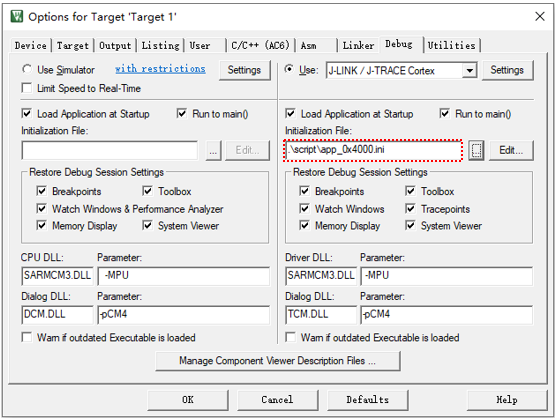 Options for Target 'Target 1'
Device Target Output Listing User C/C++ (AC6) Asm Linker Debug Utilities
Use Simulator with restrictions Settings
Limit Speed to Real-Time
Use: J-LINK / J-TRACE Cortex Settings
Load Application at Startup Run to main()
Initialization File:
... Edit...
Load Application at Startup Run to main()
Initialization File:
.\script\app_0x4000.ini ... Edit...
Restore Debug Session Settings
Breakpoints Toolbox
Watch Windows & Performance Analyzer
Memory Display System Viewer
Restore Debug Session Settings
Breakpoints Toolbox
Watch Windows Tracepoints
Memory Display System Viewer
CPU DLL: Parameter:
SARMCM3.DLL -MPU
Dialog DLL: Parameter:
DCM.DLL -pCM4
Warn if outdated Executable is loaded
Driver DLL: Parameter:
SARMCM3.DLL -MPU
Dialog DLL: Parameter:
TCM.DLL -pCM4
Warn if outdated Executable is loaded
Manage Component Viewer Description Files ...
OK Cancel Defaults Help